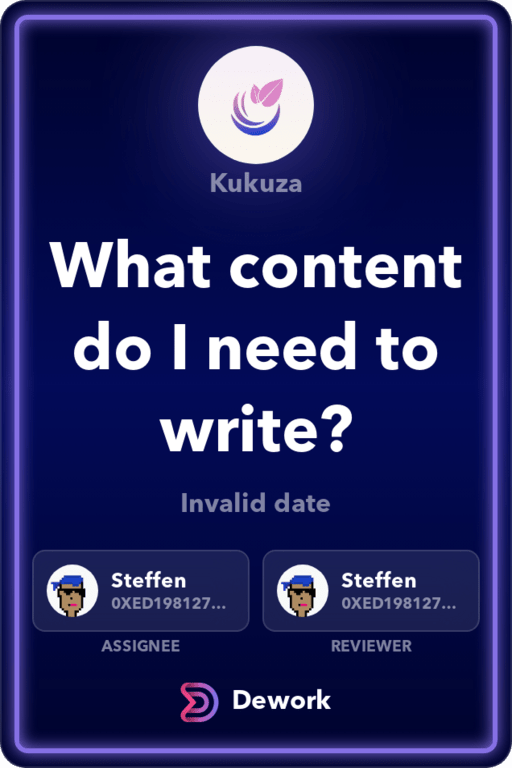 Kukuza
What content
do I need to
write?
Invalid date
Steffen
0XED198127...
ASSIGNEE
Steffen
0XED198127...
REVIEWER
Dework